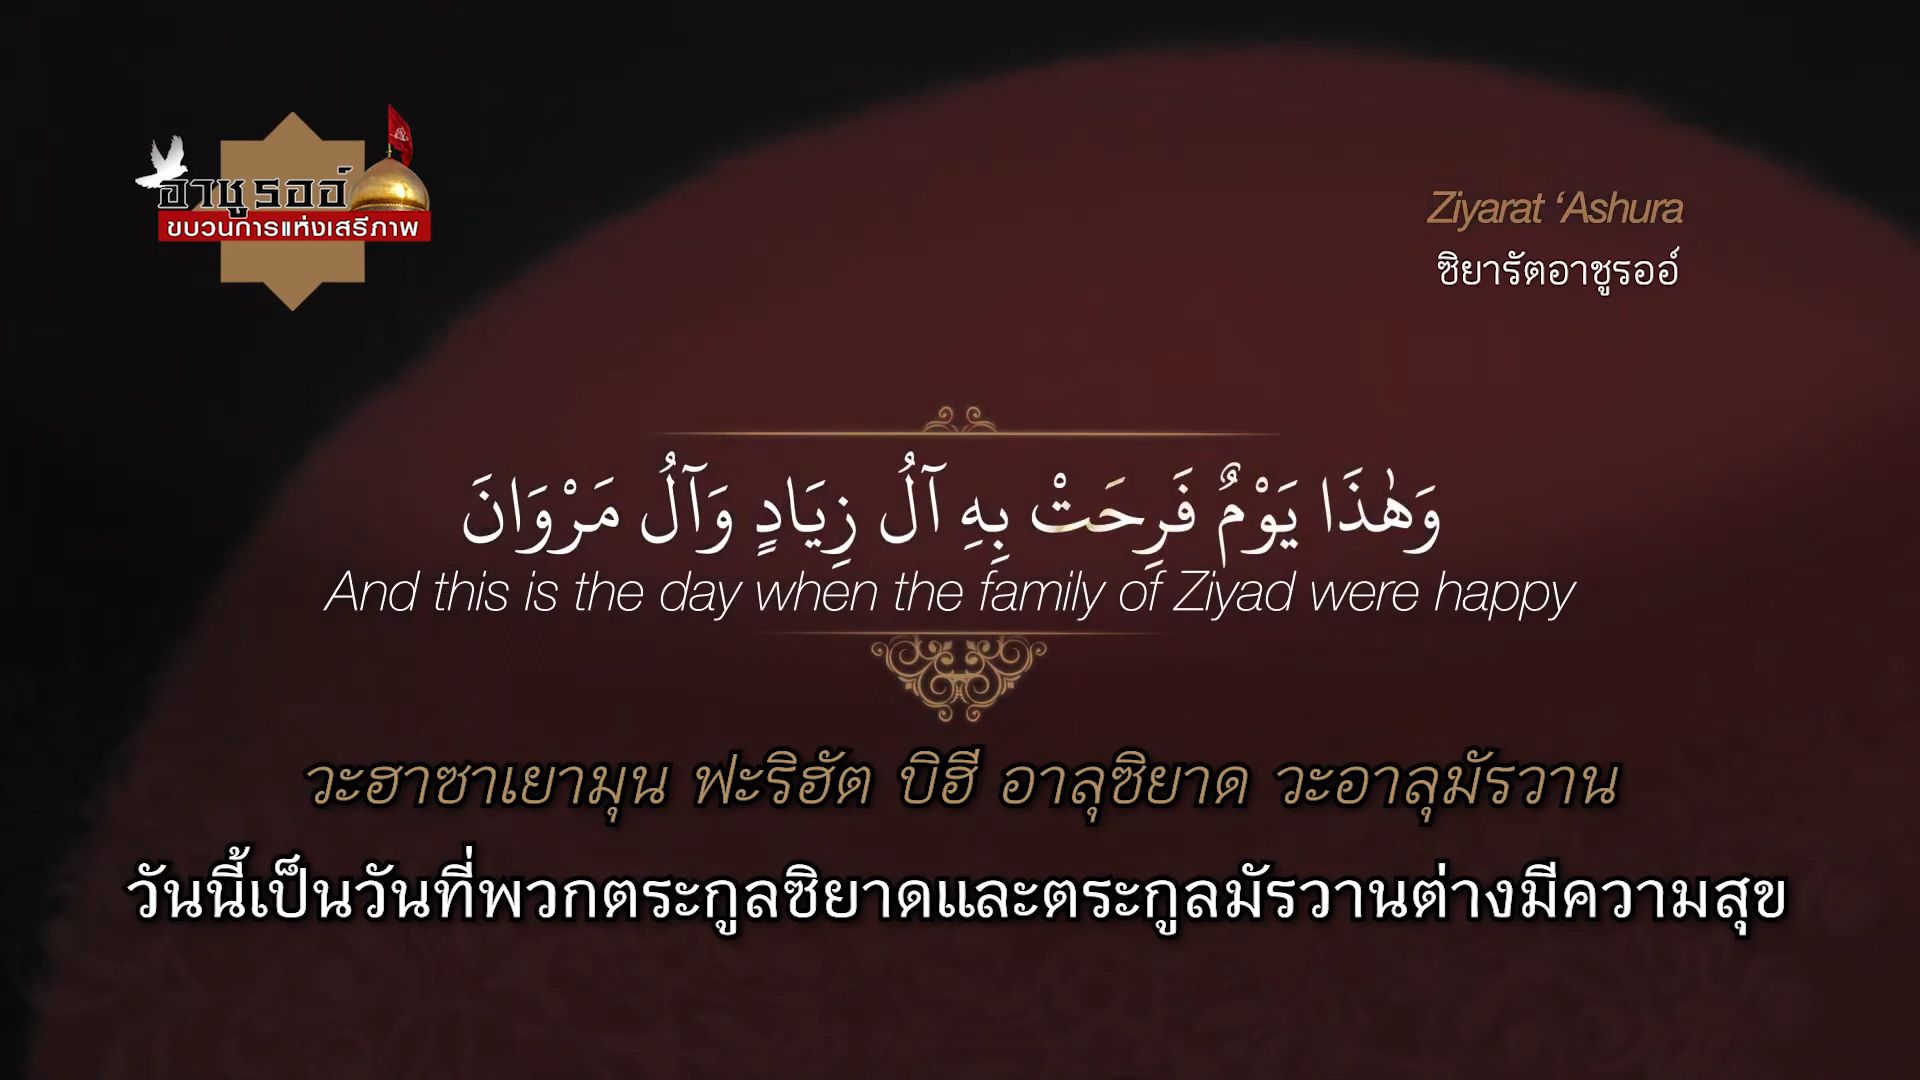 อาชูรออ์
ขบวนการแห่งเสรีภาพ
Ziyarat ‘Ashura
ซิยารัตอาชูรออ์
وَهٰذَا يَوْمٌ فَرِحَتْ بِهِ آلُ زِيَادٍ وَآلُ مَرْوَانَ
And this is the day when the family of Ziyad were happy
วะฮาซาเยามุน ฟะริฮัต บิฮี อาลุซิยาด วะอาลุมัรวาน
วันนี้เป็นวันที่พวกตระกูลซิยาดและตระกูลมัรวานต่างมีความสุข